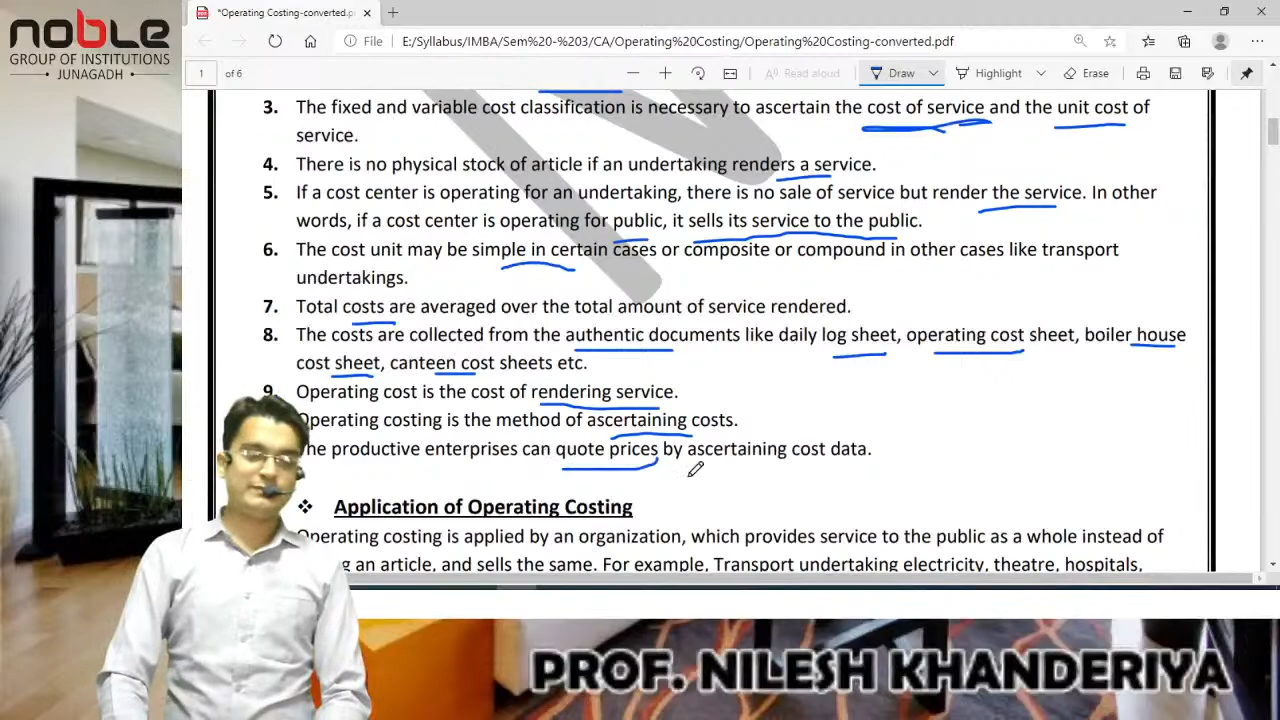 noble
GROUP OF INSTITUTIONS
JUNAGADH
*Operating Costing-converted.p
File E:/Syllabus/IMBA/Sem%20-%203/CA/Operating%20Costing/Operating%20Costing-converted.pdf
1 of 6
Read aloud Draw Highlight Erase
3. The fixed and variable cost classification is necessary to ascertain the cost of service and the unit cost of
service.
4. There is no physical stock of article if an undertaking renders a service.
5. If a cost center is operating for an undertaking, there is no sale of service but render the service. In other
words, if a cost center is operating for public, it sells its service to the public.
6. The cost unit may be simple in certain cases or composite or compound in other cases like transport
undertakings.
7. Total costs are averaged over the total amount of service rendered.
8. The costs are collected from the authentic documents like daily log sheet, operating cost sheet, boiler house
cost sheet, canteen cost sheets etc.
9. Operating cost is the cost of rendering service.
Operating costing is the method of ascertaining costs.
productive enterprises can quote prices by ascertaining cost data.
❖ Application of Operating Costing
Operating costing is applied by an organization, which provides service to the public as a whole instead of
an article, and sells the same. For example, Transport undertaking electricity, theatre, hospitals,
PROF. NILESH KHANDERIYA